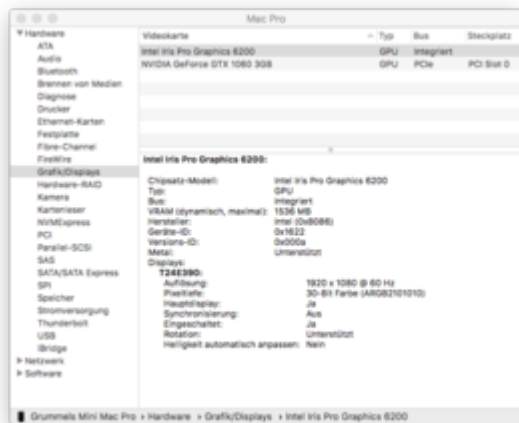 Mac Pro
Hardware
ATA
Audio
Bluetooth
Brennen von Medien
Diagnose
Drucker
Ethernet-Karten
Festplatte
Fibre-Channel
FireWire
Grafik/Displays
Hardware-RAID
Kamera
Kartenleser
NVMExpress
PCI
Parallel-SCSI
SAS
SATA/SATA Express
SPI
Speicher
Stromversorgung
Thunderbolt
USB
iBridge
Netzwerk
Software
Videokarte Typ Bus Steckplatz
Intel Iris Pro Graphics 6200 GPU Integriert
NVIDIA GeForce GTX 1060 3GB GPU PCIe PCI Slot 0
Intel Iris Pro Graphics 6200:
Chipsatz-Modell: Intel Iris Pro Graphics 6200
Typ: GPU
Bus: Integriert
VRAM (dynamisch, maximal): 1536 MB
Hersteller: Intel (0x8086)
Geräte-ID: 0x1622
Versions-ID: 0x000a
Metal: Unterstützt
Displays:
T24E390:
Auflösung: 1920 x 1080 @ 60 Hz
Pixeltiefe: 30-Bit Farbe (ARGB2101010)
Hauptdisplay: Ja
Synchronisierung: Aus
Eingeschaltet: Ja
Rotation: Unterstützt
Helligkeit automatisch anpassen: Nein
Grummels Mini Mac Pro › Hardware › Grafik/Displays › Intel Iris Pro Graphics 6200